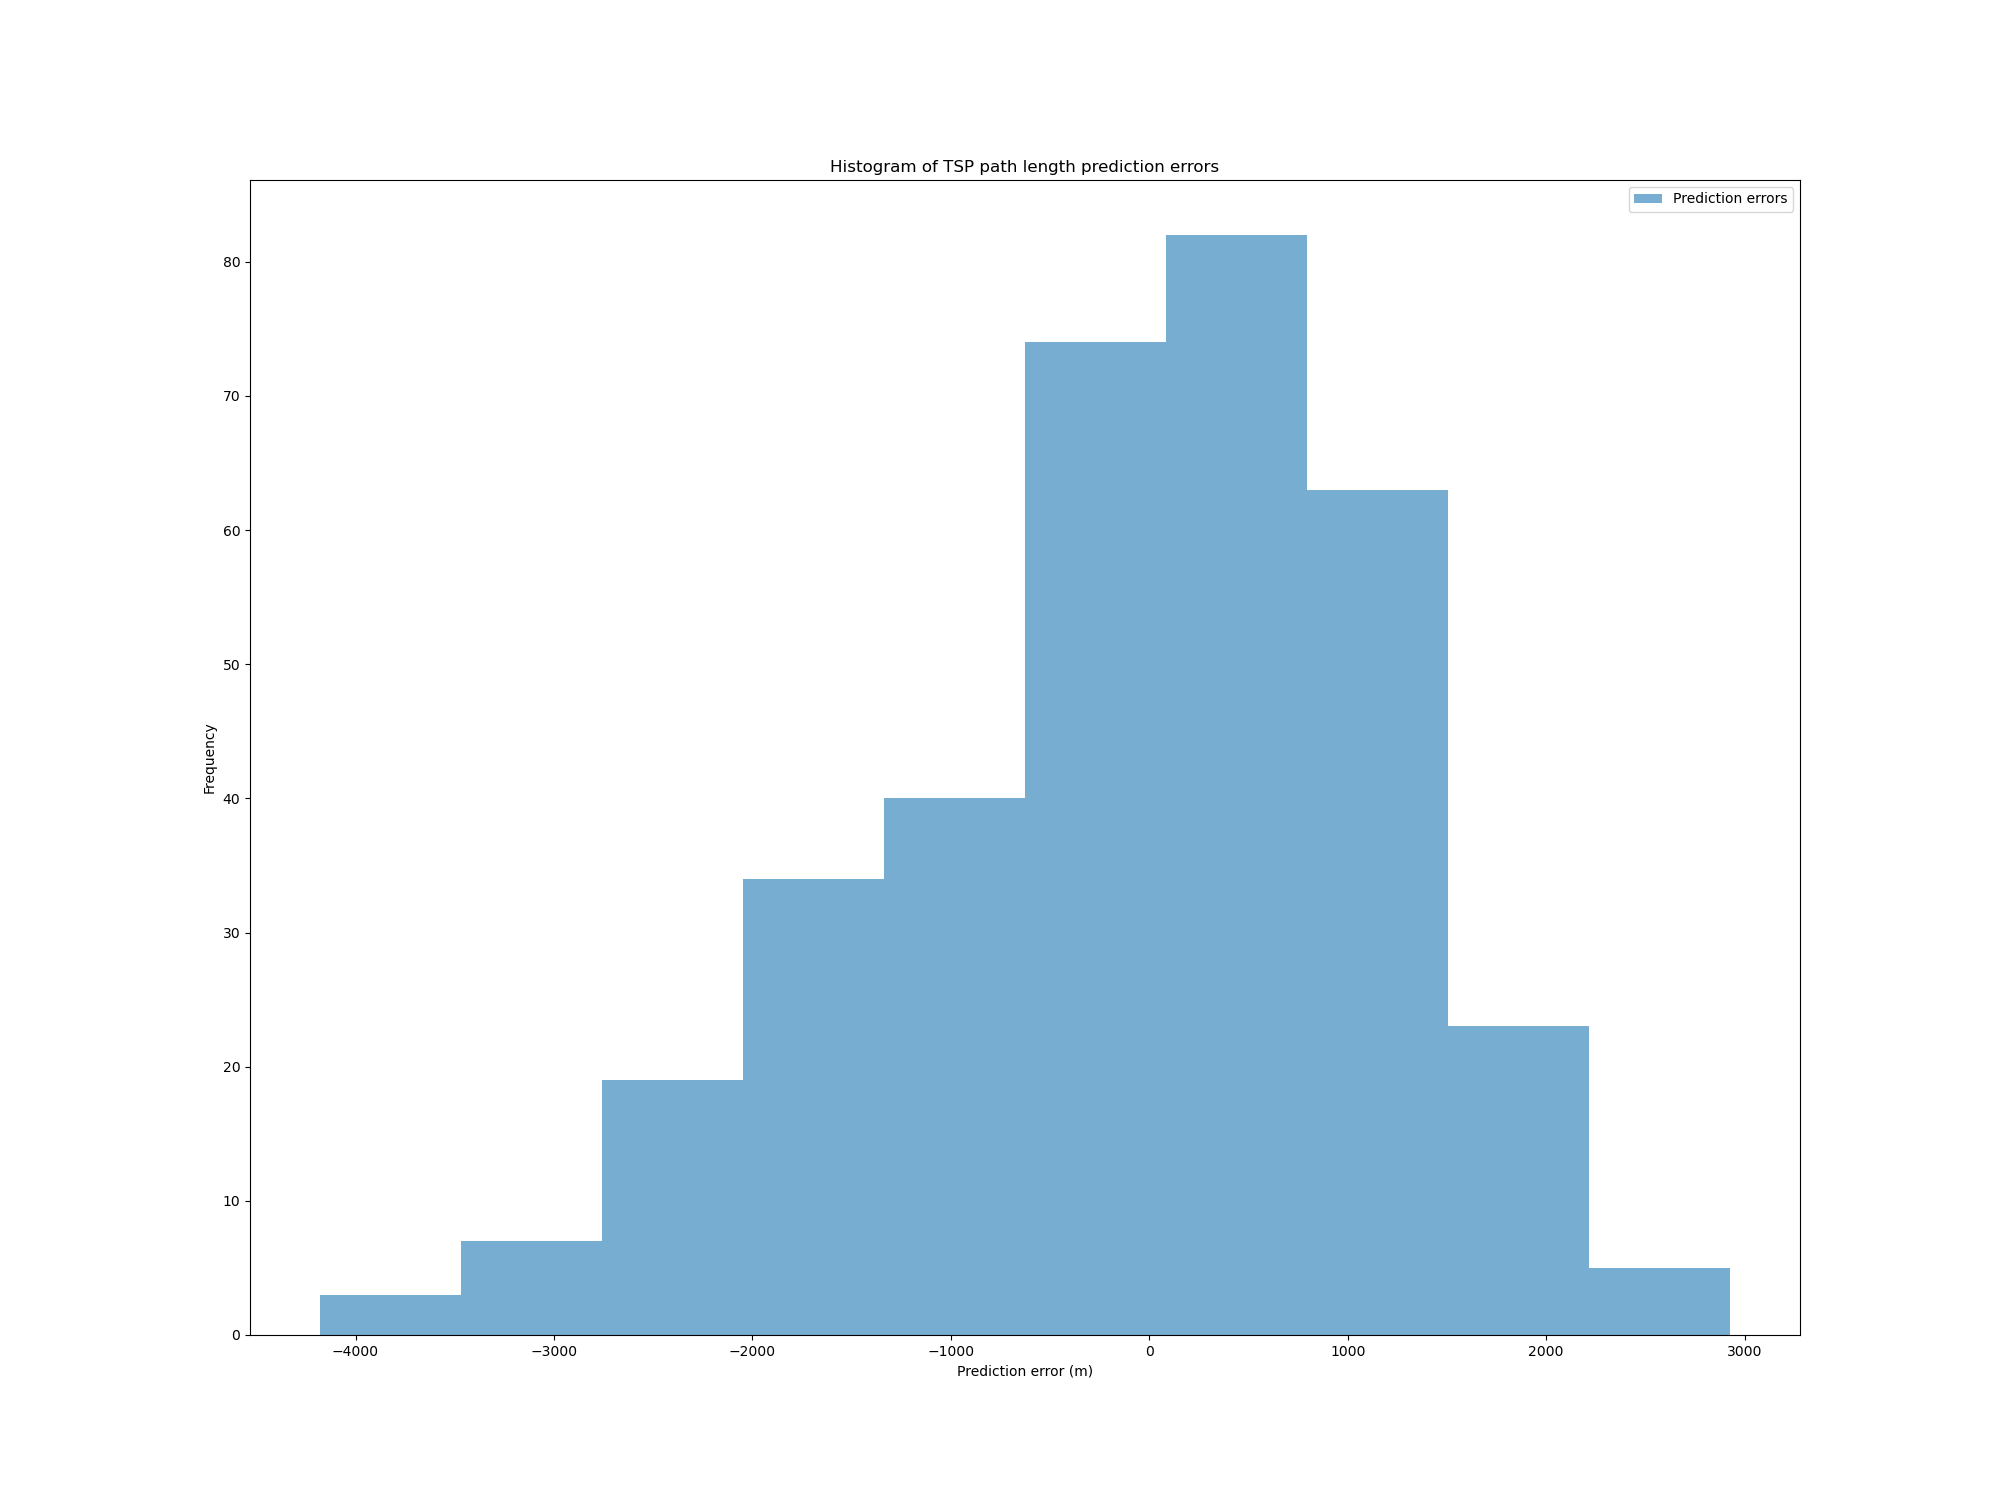 Histogram of TSP path length prediction errors
Prediction errors
80
70
60
50
40
30
20
10
0
Frequency
−4000 −3000 −2000 −1000 0 1000 2000 3000
Prediction error (m)